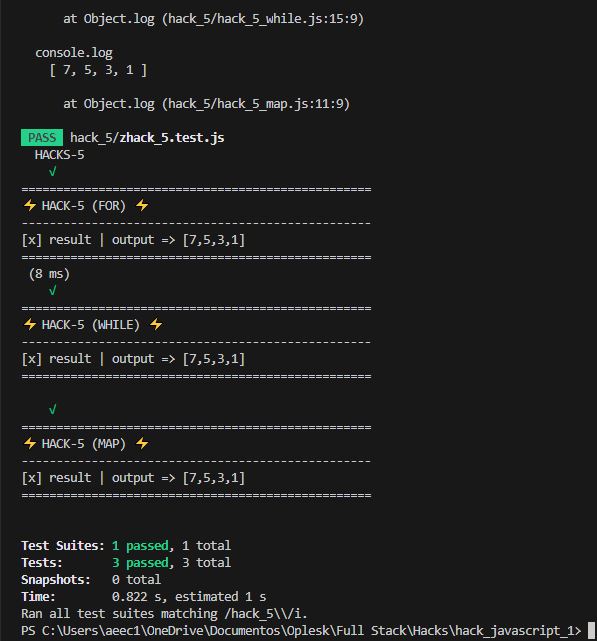 at Object.log (hack_5/hack_5_while.js:15:9)
console.log
[ 7, 5, 3, 1 ]
at Object.log (hack_5/hack_5_map.js:11:9)
PASS hack_5/zhack_5.test.js
HACKS-5
√
==================================================
⚡ HACK-5 (FOR) ⚡
--------------------------------------------------
[x] result | output => [7,5,3,1]
==================================================
(8 ms)
√
==================================================
⚡ HACK-5 (WHILE) ⚡
--------------------------------------------------
[x] result | output => [7,5,3,1]
==================================================
√
==================================================
⚡ HACK-5 (MAP) ⚡
--------------------------------------------------
[x] result | output => [7,5,3,1]
==================================================
Test Suites: 1 passed, 1 total
Tests: 3 passed, 3 total
Snapshots: 0 total
Time: 0.822 s, estimated 1 s
Ran all test suites matching /hack_5\\/i.
PS C:\Users\aeec1\OneDrive\Documentos\Oplesk\Full Stack\Hacks\hack_javascript_1>